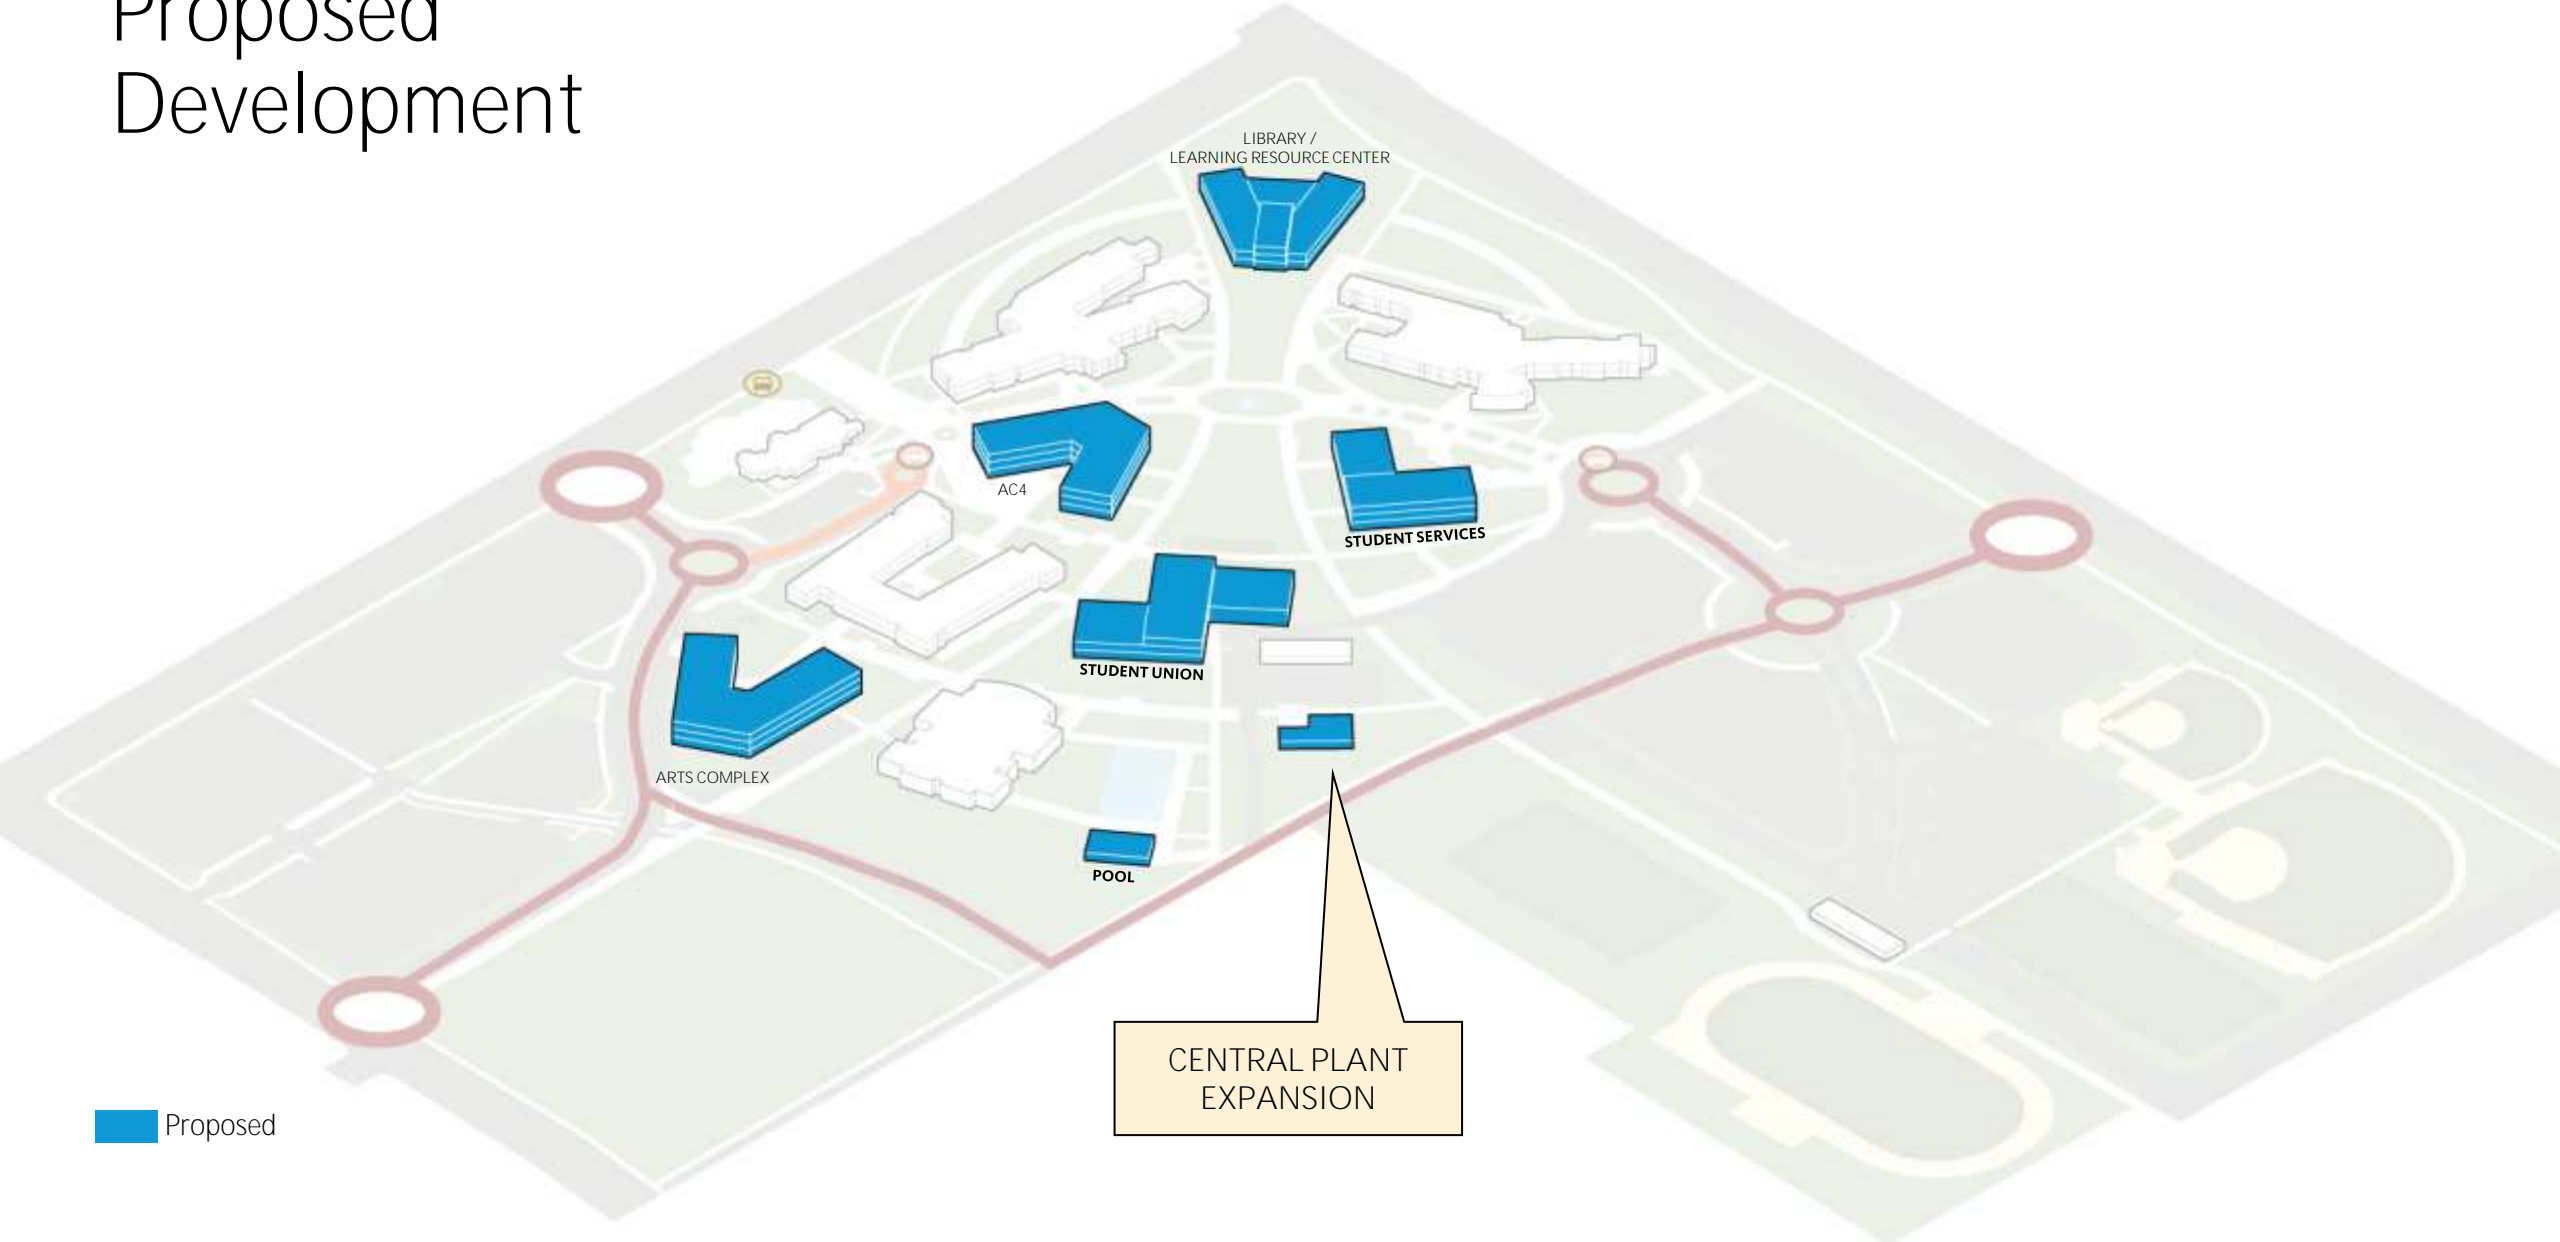 Proposed
Development
LIBRARY /
LEARNING RESOURCE CENTER
AC4
STUDENT SERVICES
STUDENT UNION
ARTS COMPLEX
POOL
CENTRAL PLANT
EXPANSION
Proposed